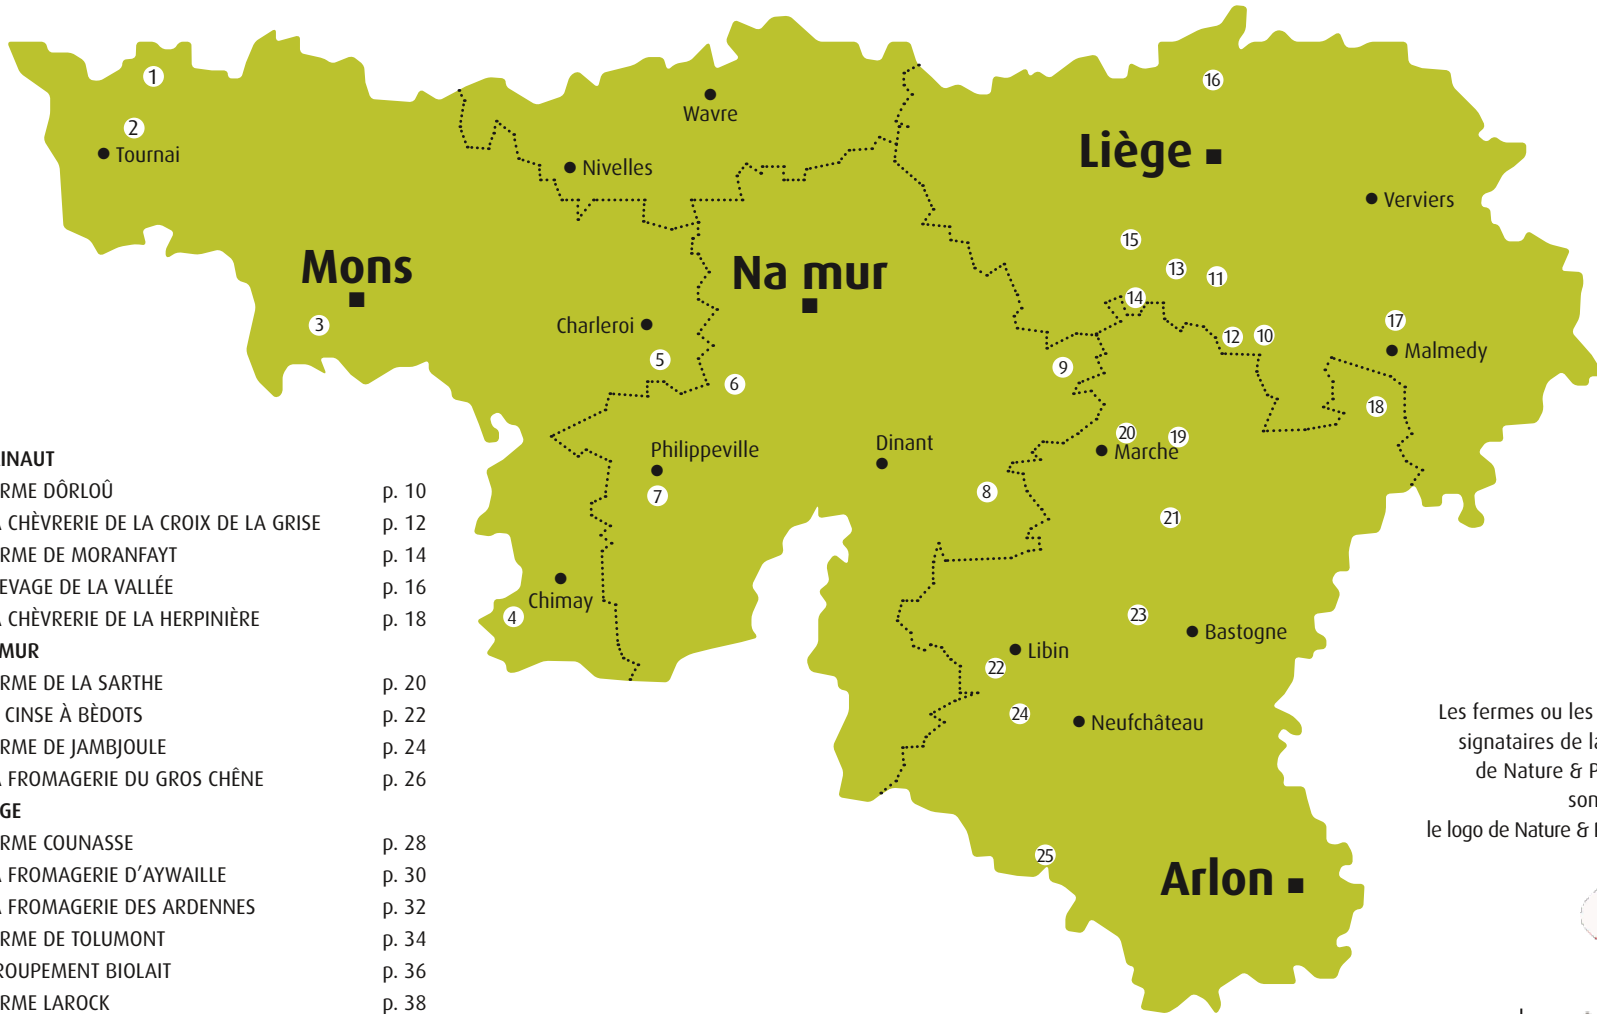 1
16
Wavre
2
Tournai
Nivelles
Liège
Verviers
15
13
11
Mons
Na mur
14
3
Charleroi
17
12
10
Malmedy
5
9
6
18
20
19
Marche
Philippeville
Dinant
7
8
21
Chimay
4
23
Bastogne
Libin
22
24
Neufchâteau
25
Arlon
INAUT
RME DÔRLOÛ p. 10
A CHÈVRERIE DE LA CROIX DE LA GRISE p. 12
RME DE MORANFAYT p. 14
EVAGE DE LA VALLÉE p. 16
A CHÈVRERIE DE LA HERPINIÈRE p. 18
MUR
RME DE LA SARTHE p. 20
CINSE À BÈDOTS p. 22
RME DE JAMBJOULE p. 24
A FROMAGERIE DU GROS CHÊNE p. 26
GE
RME COUNASSE p. 28
A FROMAGERIE D'AYWAILLE p. 30
A FROMAGERIE DES ARDENNES p. 32
RME DE TOLUMONT p. 34
ROUPEMENT BIOLAIT p. 36
RME LAROCK p. 38
Les fermes ou les
signataires de la
de Nature & P
son
le logo de Nature &